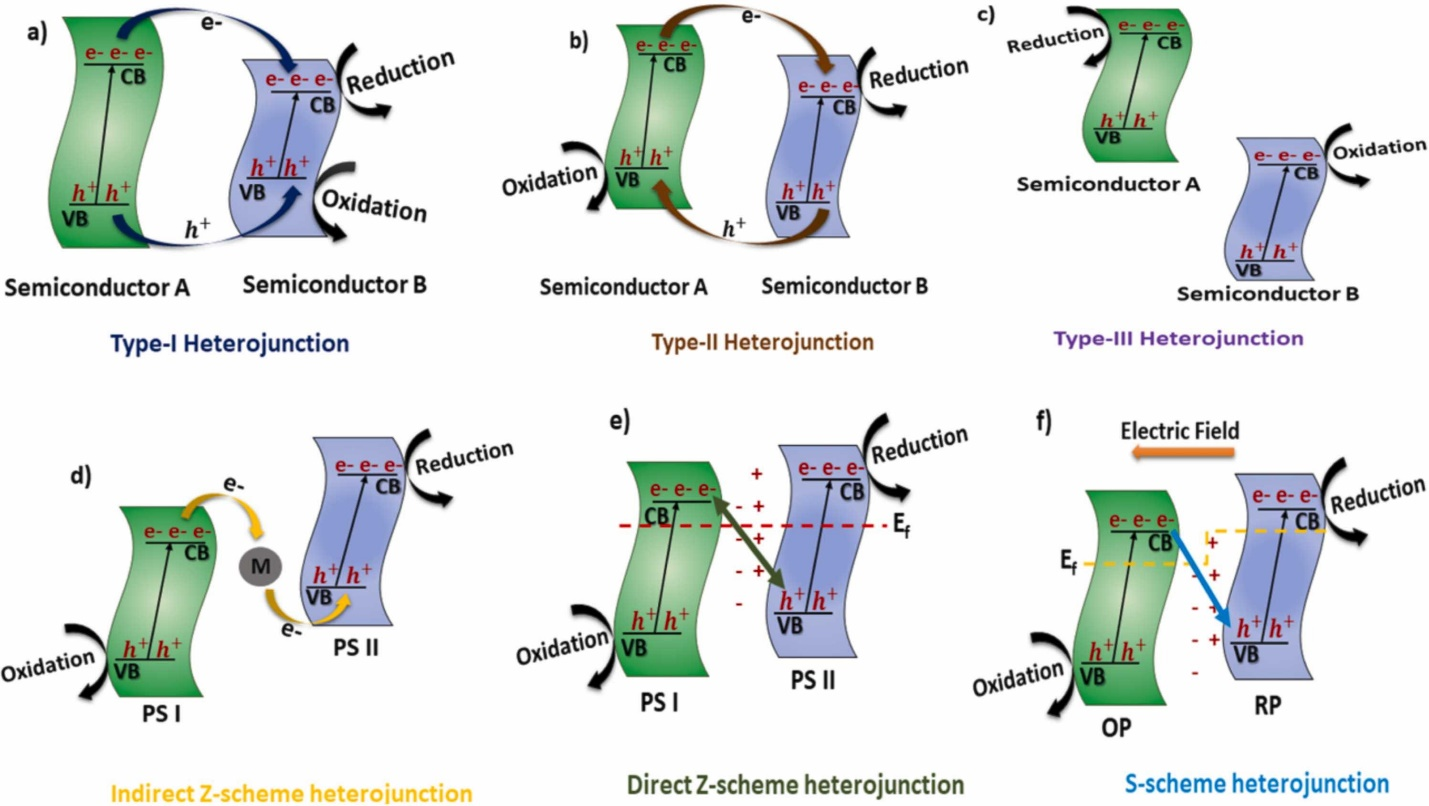 a)
e-
e- e- e-
CB
h+ h+
VB
h+
e- e- e-
CB
h+ h+
VB
Reduction
Oxidation
Semiconductor A
Semiconductor B
Type-I Heterojunction
b)
e-
e- e- e-
CB
h+ h+
VB
Oxidation
h+
e- e- e-
CB
h+ h+
VB
Reduction
Semiconductor A
Semiconductor B
Type-II Heterojunction
c)
Reduction
e- e- e-
CB
h+ h+
VB
Semiconductor A
e- e- e-
CB
Oxidation
h+ h+
VB
Semiconductor B
Type-III Heterojunction
d)
e-
e- e- e-
CB
M
e-
h+ h+
VB
Oxidation
PS I
e- e- e-
CB
Reduction
h+ h+
VB
PS II
Indirect Z-scheme heterojunction
e)
e- e- e-
CB
h+ h+
VB
Oxidation
PS I
+
- +
- +
- +
-
e- e- e-
CB
Reduction
Ef
h+ h+
VB
PS II
Direct Z-scheme heterojunction
f)
Electric Field
e- e- e-
CB
Ef
h+ h+
VB
Oxidation
OP
+
- +
- -
- +
-
e- e- e-
CB
Reduction
h+ h+
VB
RP
S-scheme heterojunction